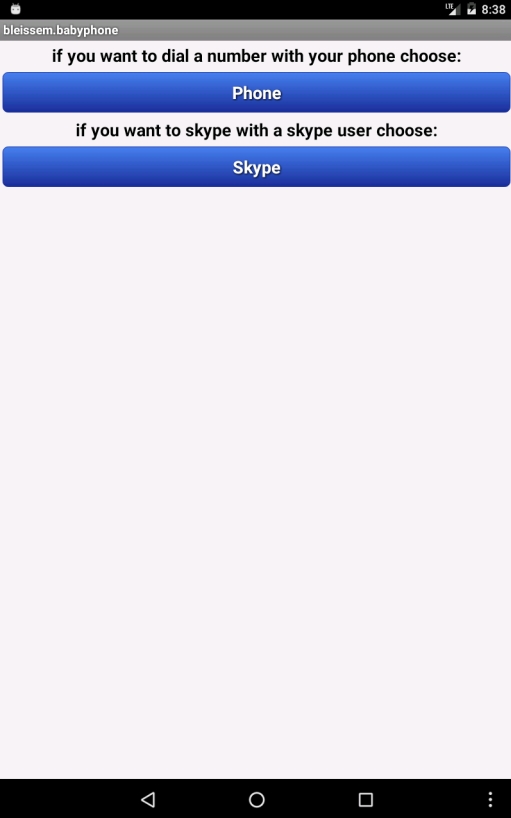 LTE 8:38
bleissem.babyphone
if you want to dial a number with your phone choose:
Phone
if you want to skype with a skype user choose:
Skype